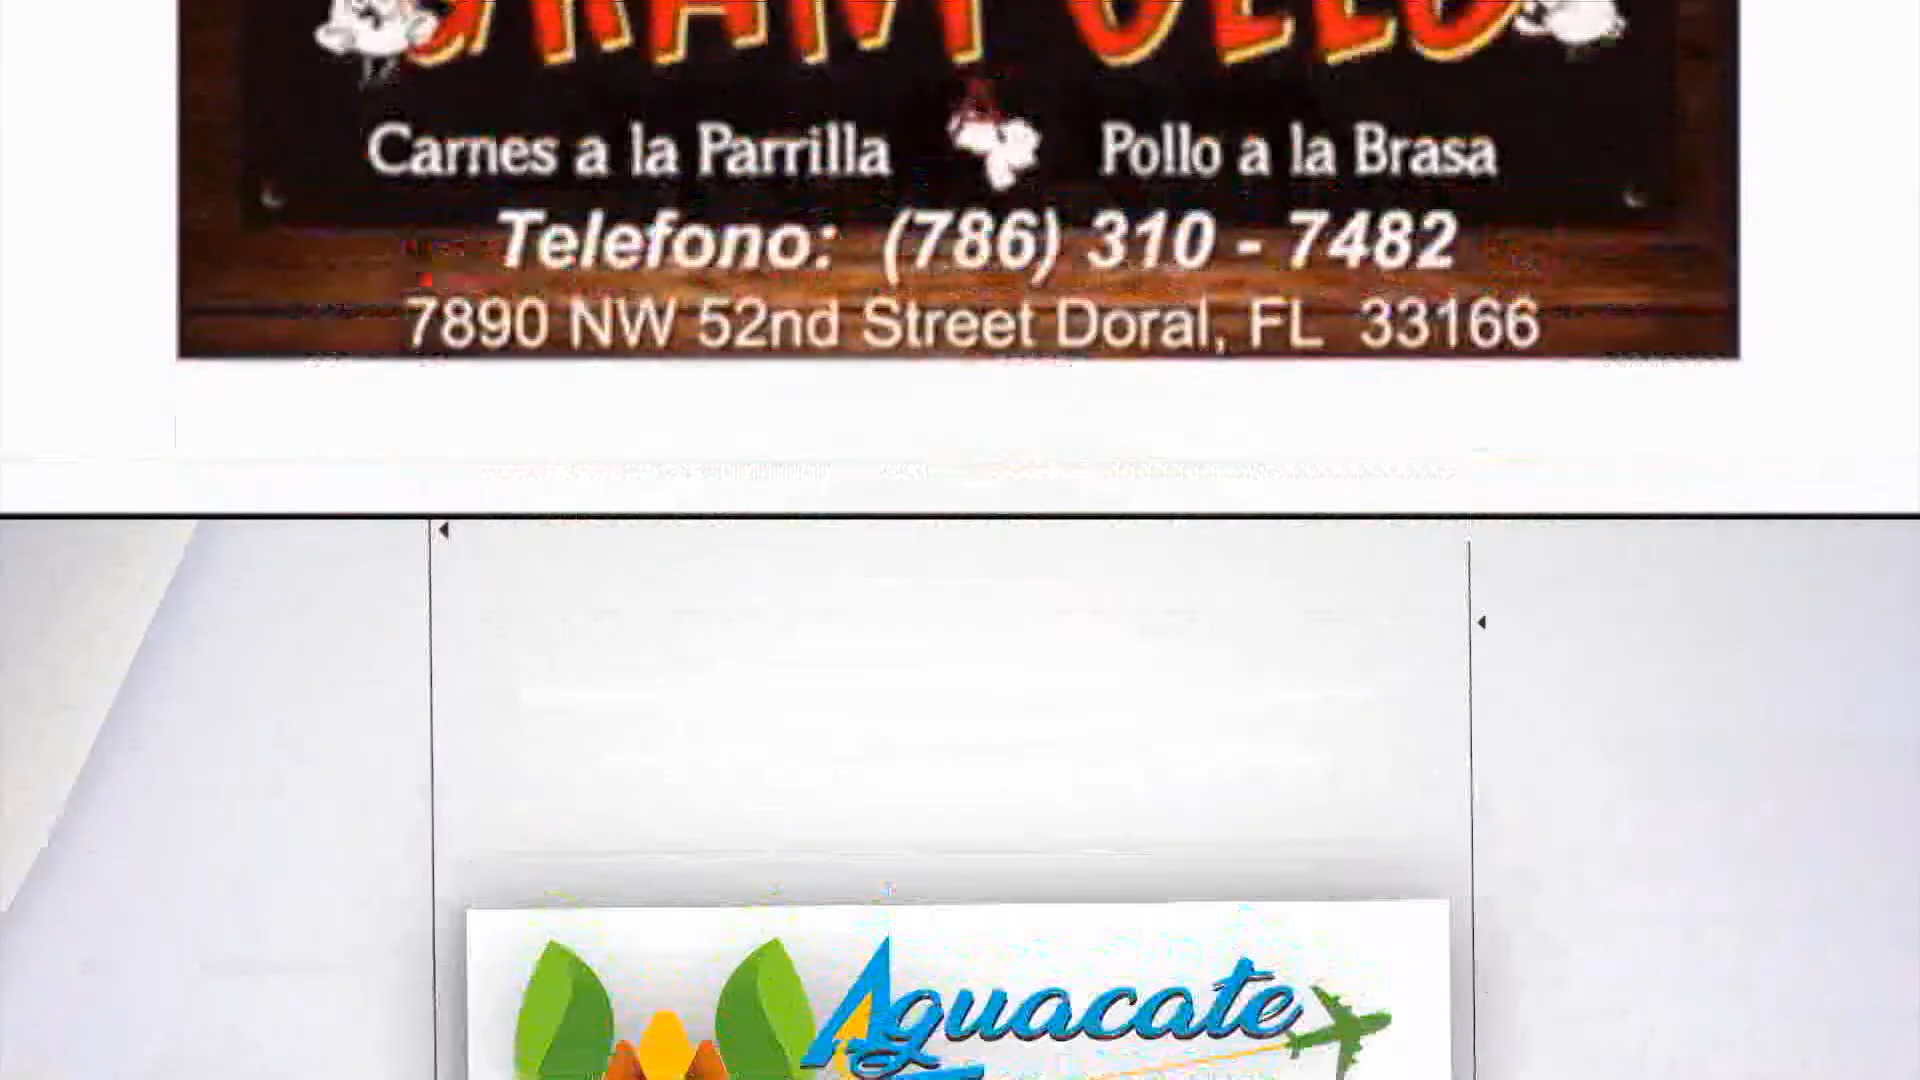 Carnes a la Parrilla Pollo a la Brasa
Telefono: (786) 310 - 7482
7890 NW 52nd Street Doral, FL 33166
Aguacate